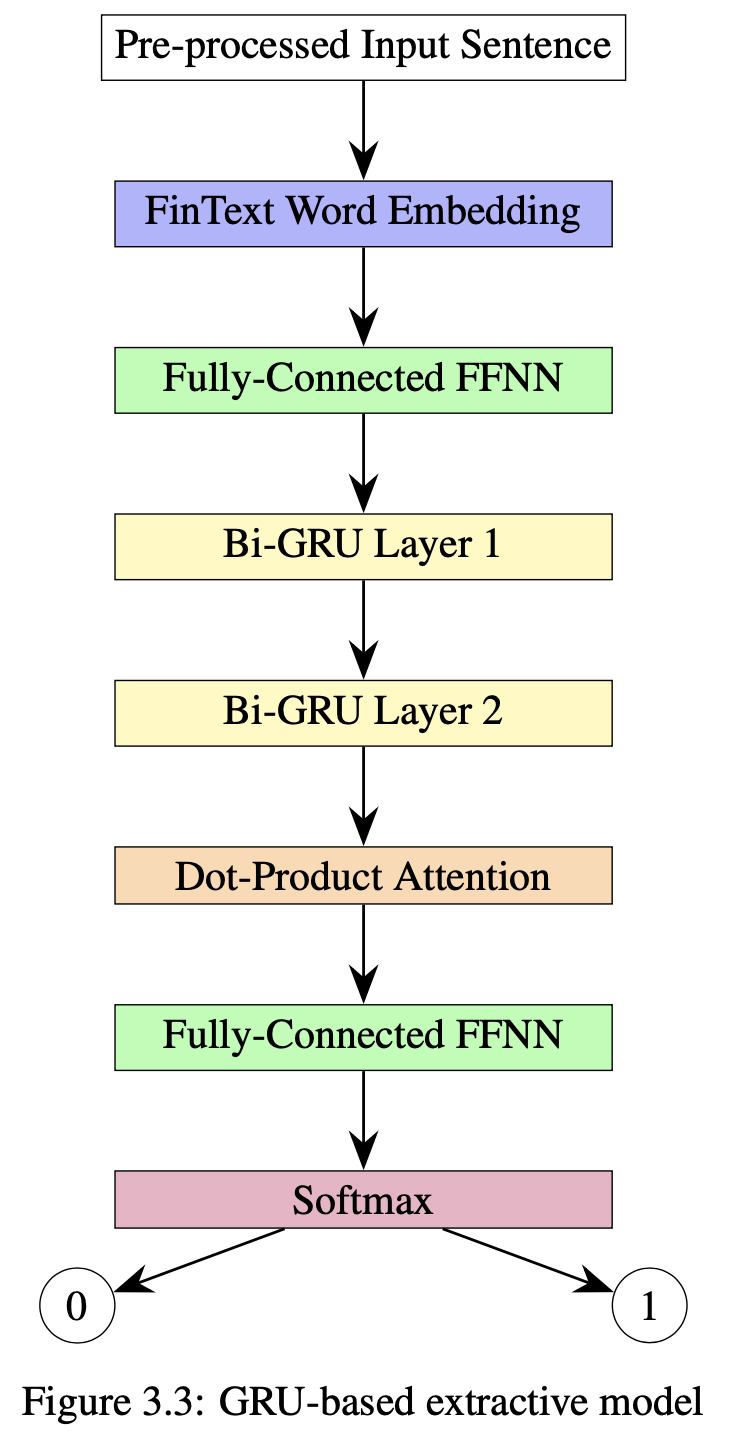 Pre-processed Input Sentence
FinText Word Embedding
Fully-Connected FFNN
Bi-GRU Layer 1
Bi-GRU Layer 2
Dot-Product Attention
Fully-Connected FFNN
Softmax
0
1
Figure 3.3: GRU-based extractive model